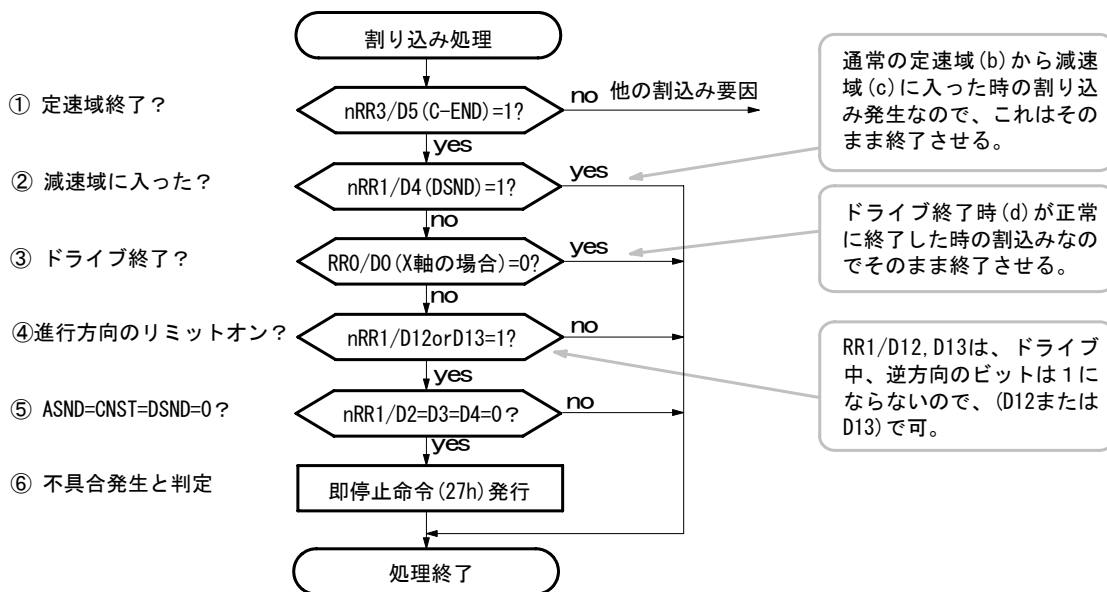 割り込み処理
① 定速域終了？
nRR3/D5(C-END)=1?
no
他の割込み要因
yes
② 減速域に入った？
nRR1/D4(DSND)=1?
yes
no
③ ドライブ終了？
RR0/D0(X軸の場合)=0?
yes
no
④進行方向のリミットオン？
nRR1/D12orD13=1?
no
yes
⑤ ASND=CNST=DSND=0？
nRR1/D2=D3=D4=0？
no
yes
⑥ 不具合発生と判定
即停止命令(27h)発行
処理終了
通常の定速域(b)から減速
域(c)に入った時の割り込
み発生なので、これはその
まま終了させる。
ドライブ終了時(d)が正常
に終了した時の割込みなの
でそのまま終了させる。
RR1/D12,D13は、ドライブ
中、逆方向のビットは１に
ならないので、(D12または
D13)で可。